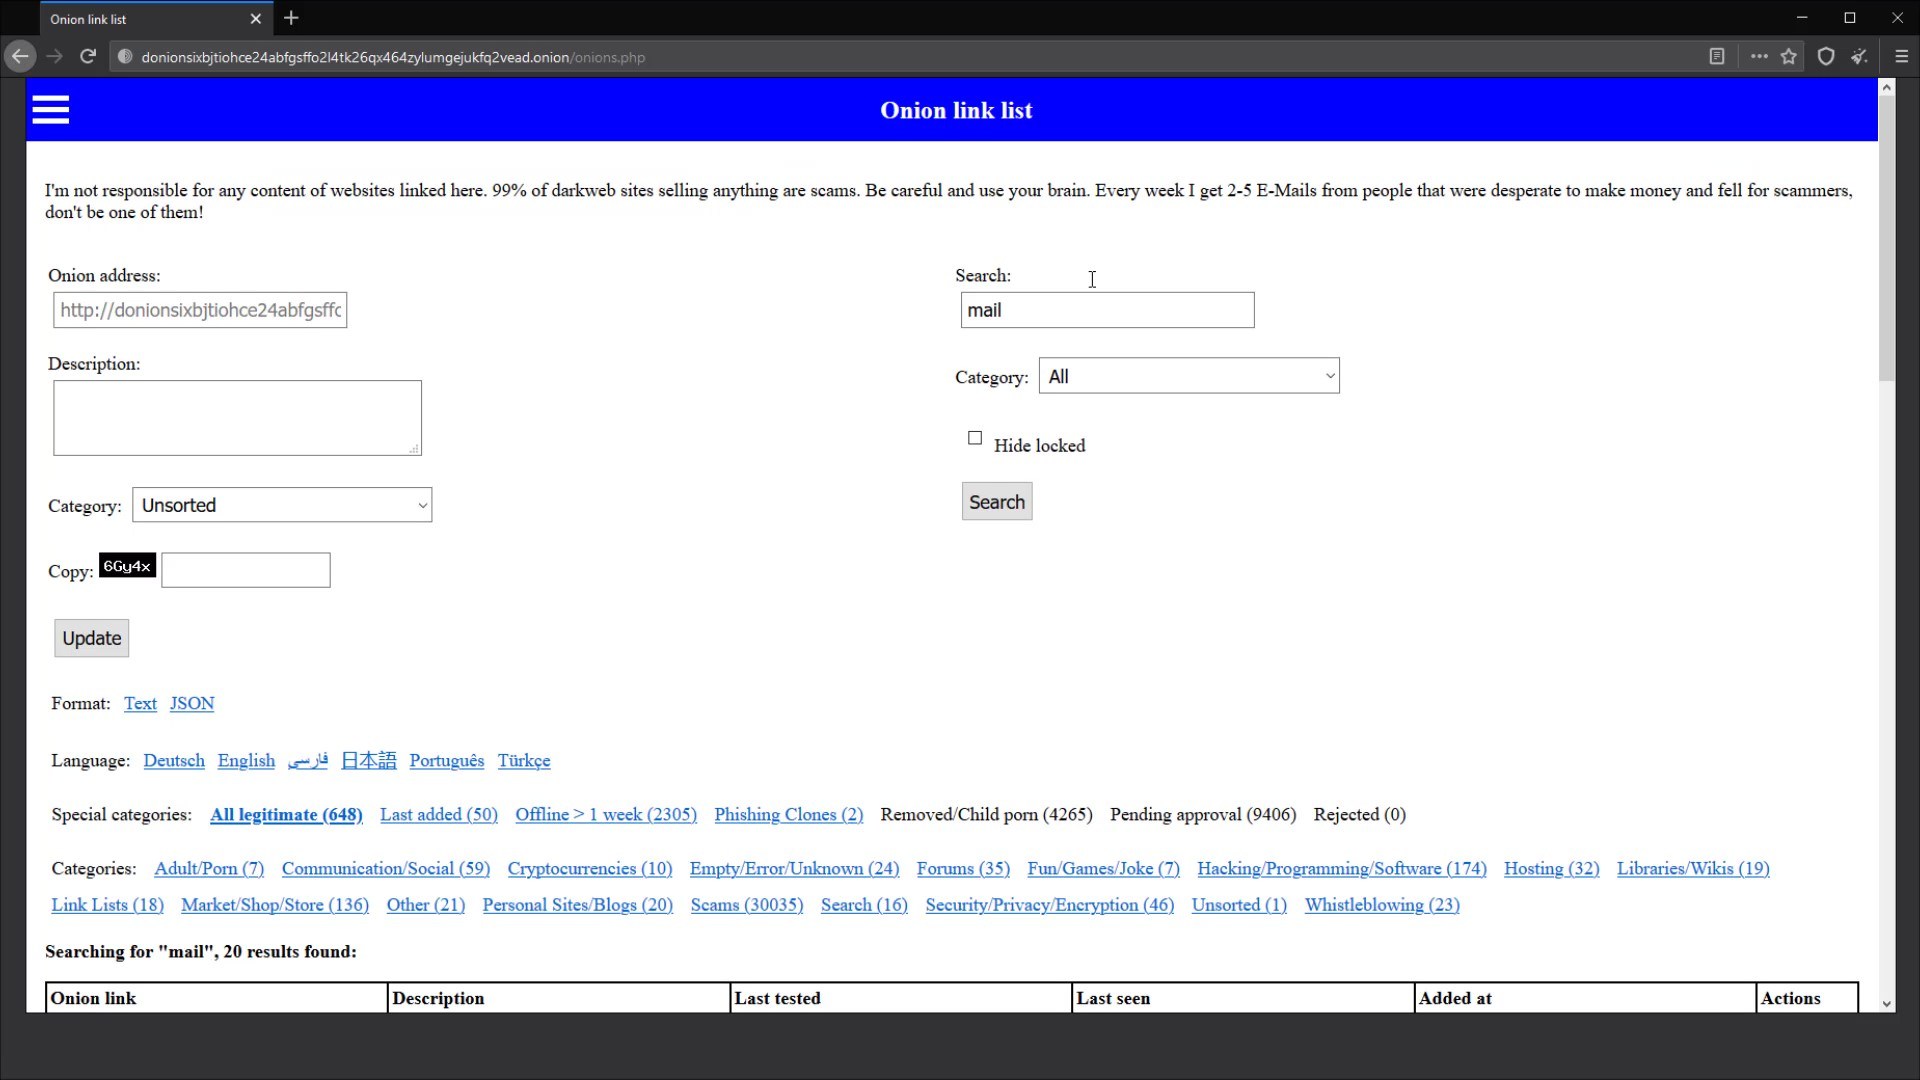 Onion link list
donionsixbjtiohce24abfgsffo2l4tk26qx464zylumgejukfq2vead.onion/onions.php
Onion link list
I'm not responsible for any content of websites linked here. 99% of darkweb sites selling anything are scams. Be careful and use your brain. Every week I get 2-5 E-Mails from people that were desperate to make money and fell for scammers,
don't be one of them!
Onion address:
http://donionsixbjtiohce24abfgsffc
Description:
Category: Unsorted
Copy: 6Gy4x
Update
Search:
mail
Category: All
Hide locked
Search
Format: Text JSON
Language: Deutsch English فارسی 日本語 Português Türkçe
Special categories: All legitimate (648) Last added (50) Offline > 1 week (2305) Phishing Clones (2) Removed/Child porn (4265) Pending approval (9406) Rejected (0)
Categories: Adult/Porn (7) Communication/Social (59) Cryptocurrencies (10) Empty/Error/Unknown (24) Forums (35) Fun/Games/Joke (7) Hacking/Programming/Software (174) Hosting (32) Libraries/Wikis (19)
Link Lists (18) Market/Shop/Store (136) Other (21) Personal Sites/Blogs (20) Scams (30035) Search (16) Security/Privacy/Encryption (46) Unsorted (1) Whistleblowing (23)
Searching for "mail", 20 results found:
Onion link Description Last tested Last seen Added at Actions